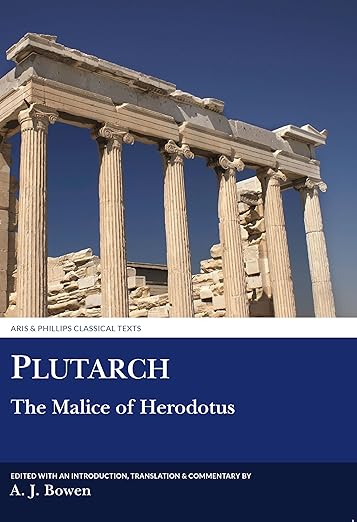 ARIS & PHILLIPS CLASSICAL TEXTS
PLUTARCH
The Malice of Herodotus
EDITED WITH AN INTRODUCTION, TRANSLATION & COMMENTARY BY
A. J. Bowen